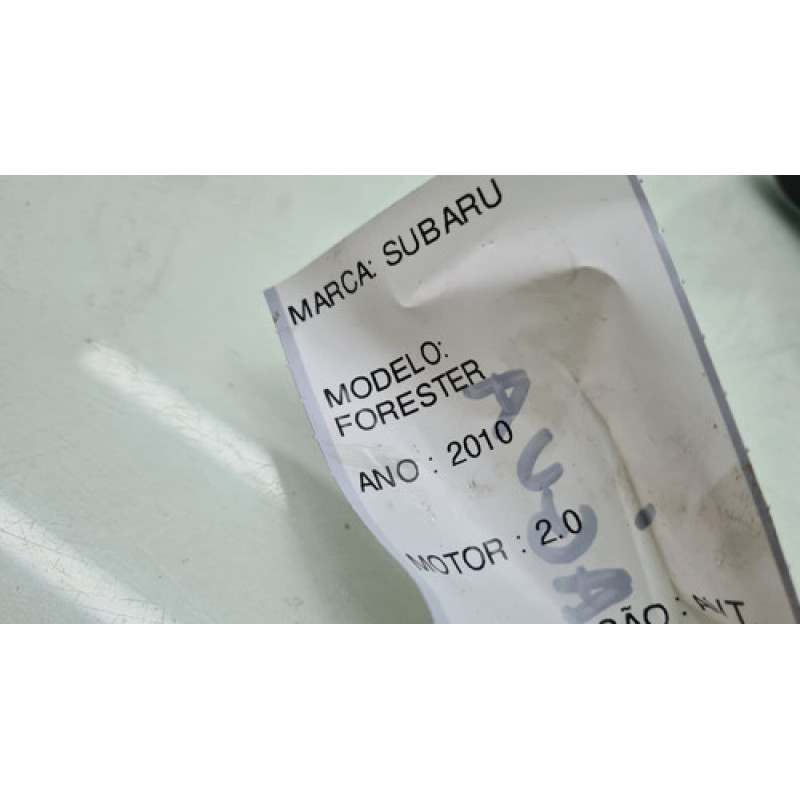 MARCA: SUBARU
MODELO:
FORESTER
ANO : 2010
MOTOR : 2.0